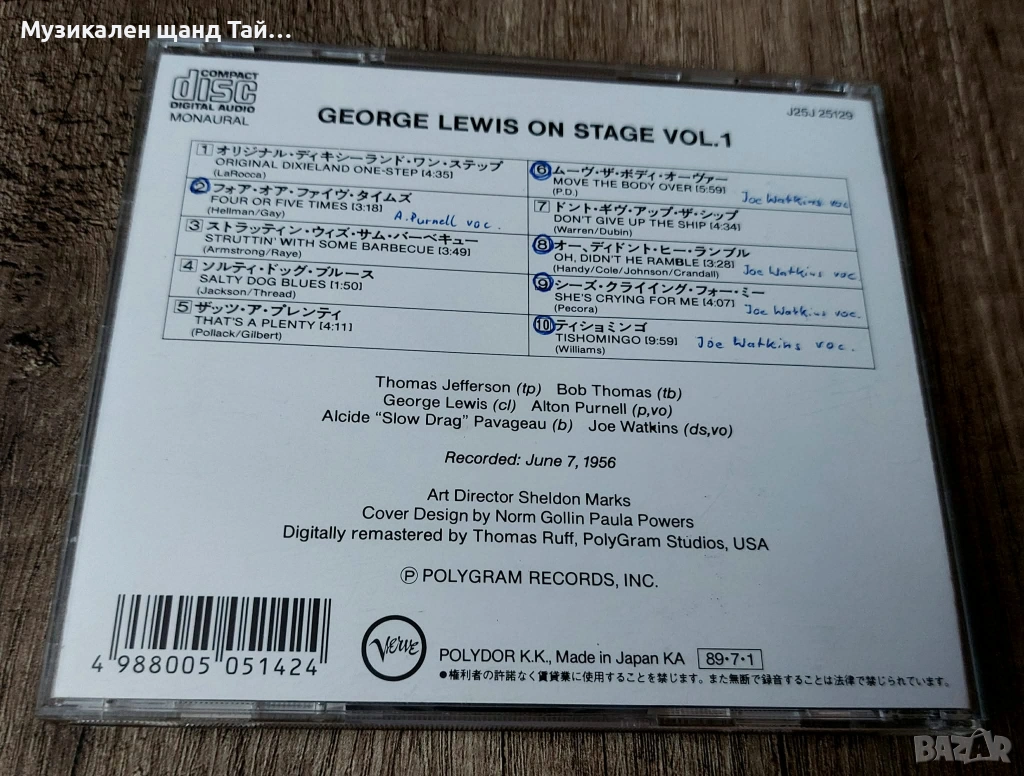 Музикален щанд Тай...
COMPACT
disc
DIGITAL AUDIO
MONAURAL
J25J 25129
GEORGE LEWIS ON STAGE VOL.1
1 オリジナル・ディキシーランド・ワン・ステップ
ORIGINAL DIXIELAND ONE-STEP [4:35]
(LaRocca)
2 フォア・オア・ファイヴ・タイムズ
FOUR OR FIVE TIMES [3:18]
(Hellman/Gay)
A. Purnell voc.
3 ストラッティン・ウィズ・サム・バーベキュー
STRUTTIN' WITH SOME BARBECUE [3:49]
(Armstrong/Raye)
4 ソルティ・ドッグ・ブルース
SALTY DOG BLUES [1:50]
(Jackson/Thread)
5 ザッツ・ア・プレンティ
THAT'S A PLENTY [4:11]
(Pollack/Gilbert)
6 ムーヴ・ザ・ボディ・オーヴァー
MOVE THE BODY OVER [5:59]
(P.D.)
Joe Watkins voc
7 ドント・ギヴ・アップ・ザ・シップ
DON'T GIVE UP THE SHIP [4:34]
(Warren/Dubin)
8 オー、ディドント・ヒー・ランブル
OH, DIDN'T HE RAMBLE [3:28]
(Handy/Cole/Johnson/Crandall)
Joe Watkins voc
9 シーズ・クライイング・フォー・ミー
SHE'S CRYING FOR ME [4:07]
(Pecora)
Joe Watkins voc.
10 ティショミンゴ
TISHOMINGO [9:59]
(Williams)
Joe Watkins voc.
Thomas Jefferson (tp) Bob Thomas (tb)
George Lewis (cl) Alton Purnell (p,vo)
Alcide "Slow Drag" Pavageau (b) Joe Watkins (ds,vo)
Recorded: June 7, 1956
Art Director Sheldon Marks
Cover Design by Norm Gollin Paula Powers
Digitally remastered by Thomas Ruff, PolyGram Studios, USA
Ⓟ POLYGRAM RECORDS, INC.
4 988005 051424
Verve
POLYDOR K.K., Made in Japan KA 89・7・1
●権利者の許諾なく賃貸業に使用することを禁じます。また無断で録音することは法律で禁じられています。
BAZAR